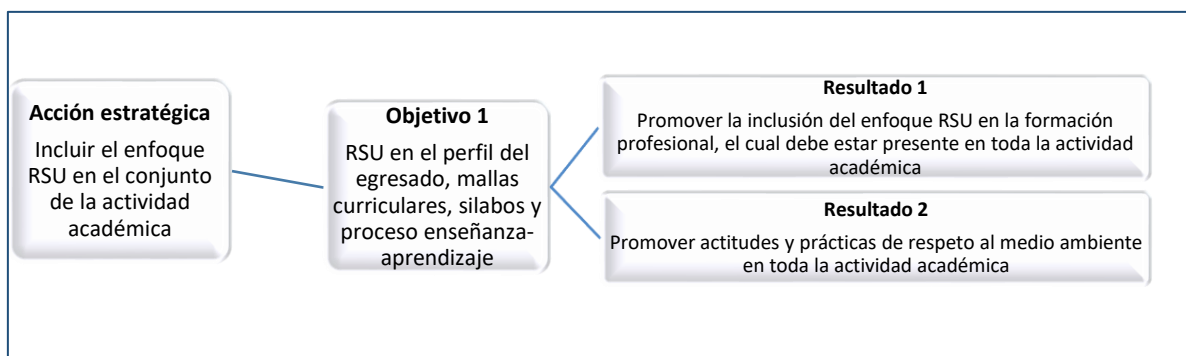 Acción estratégica
Incluir el enfoque
RSU en el conjunto
de la actividad
académica
Objetivo 1
RSU en el perfil del
egresado, mallas
curriculares, silabos y
proceso enseñanza-
aprendizaje
Resultado 1
Promover la inclusión del enfoque RSU en la formación
profesional, el cual debe estar presente en toda la actividad
académica
Resultado 2
Promover actitudes y prácticas de respeto al medio ambiente
en toda la actividad académica